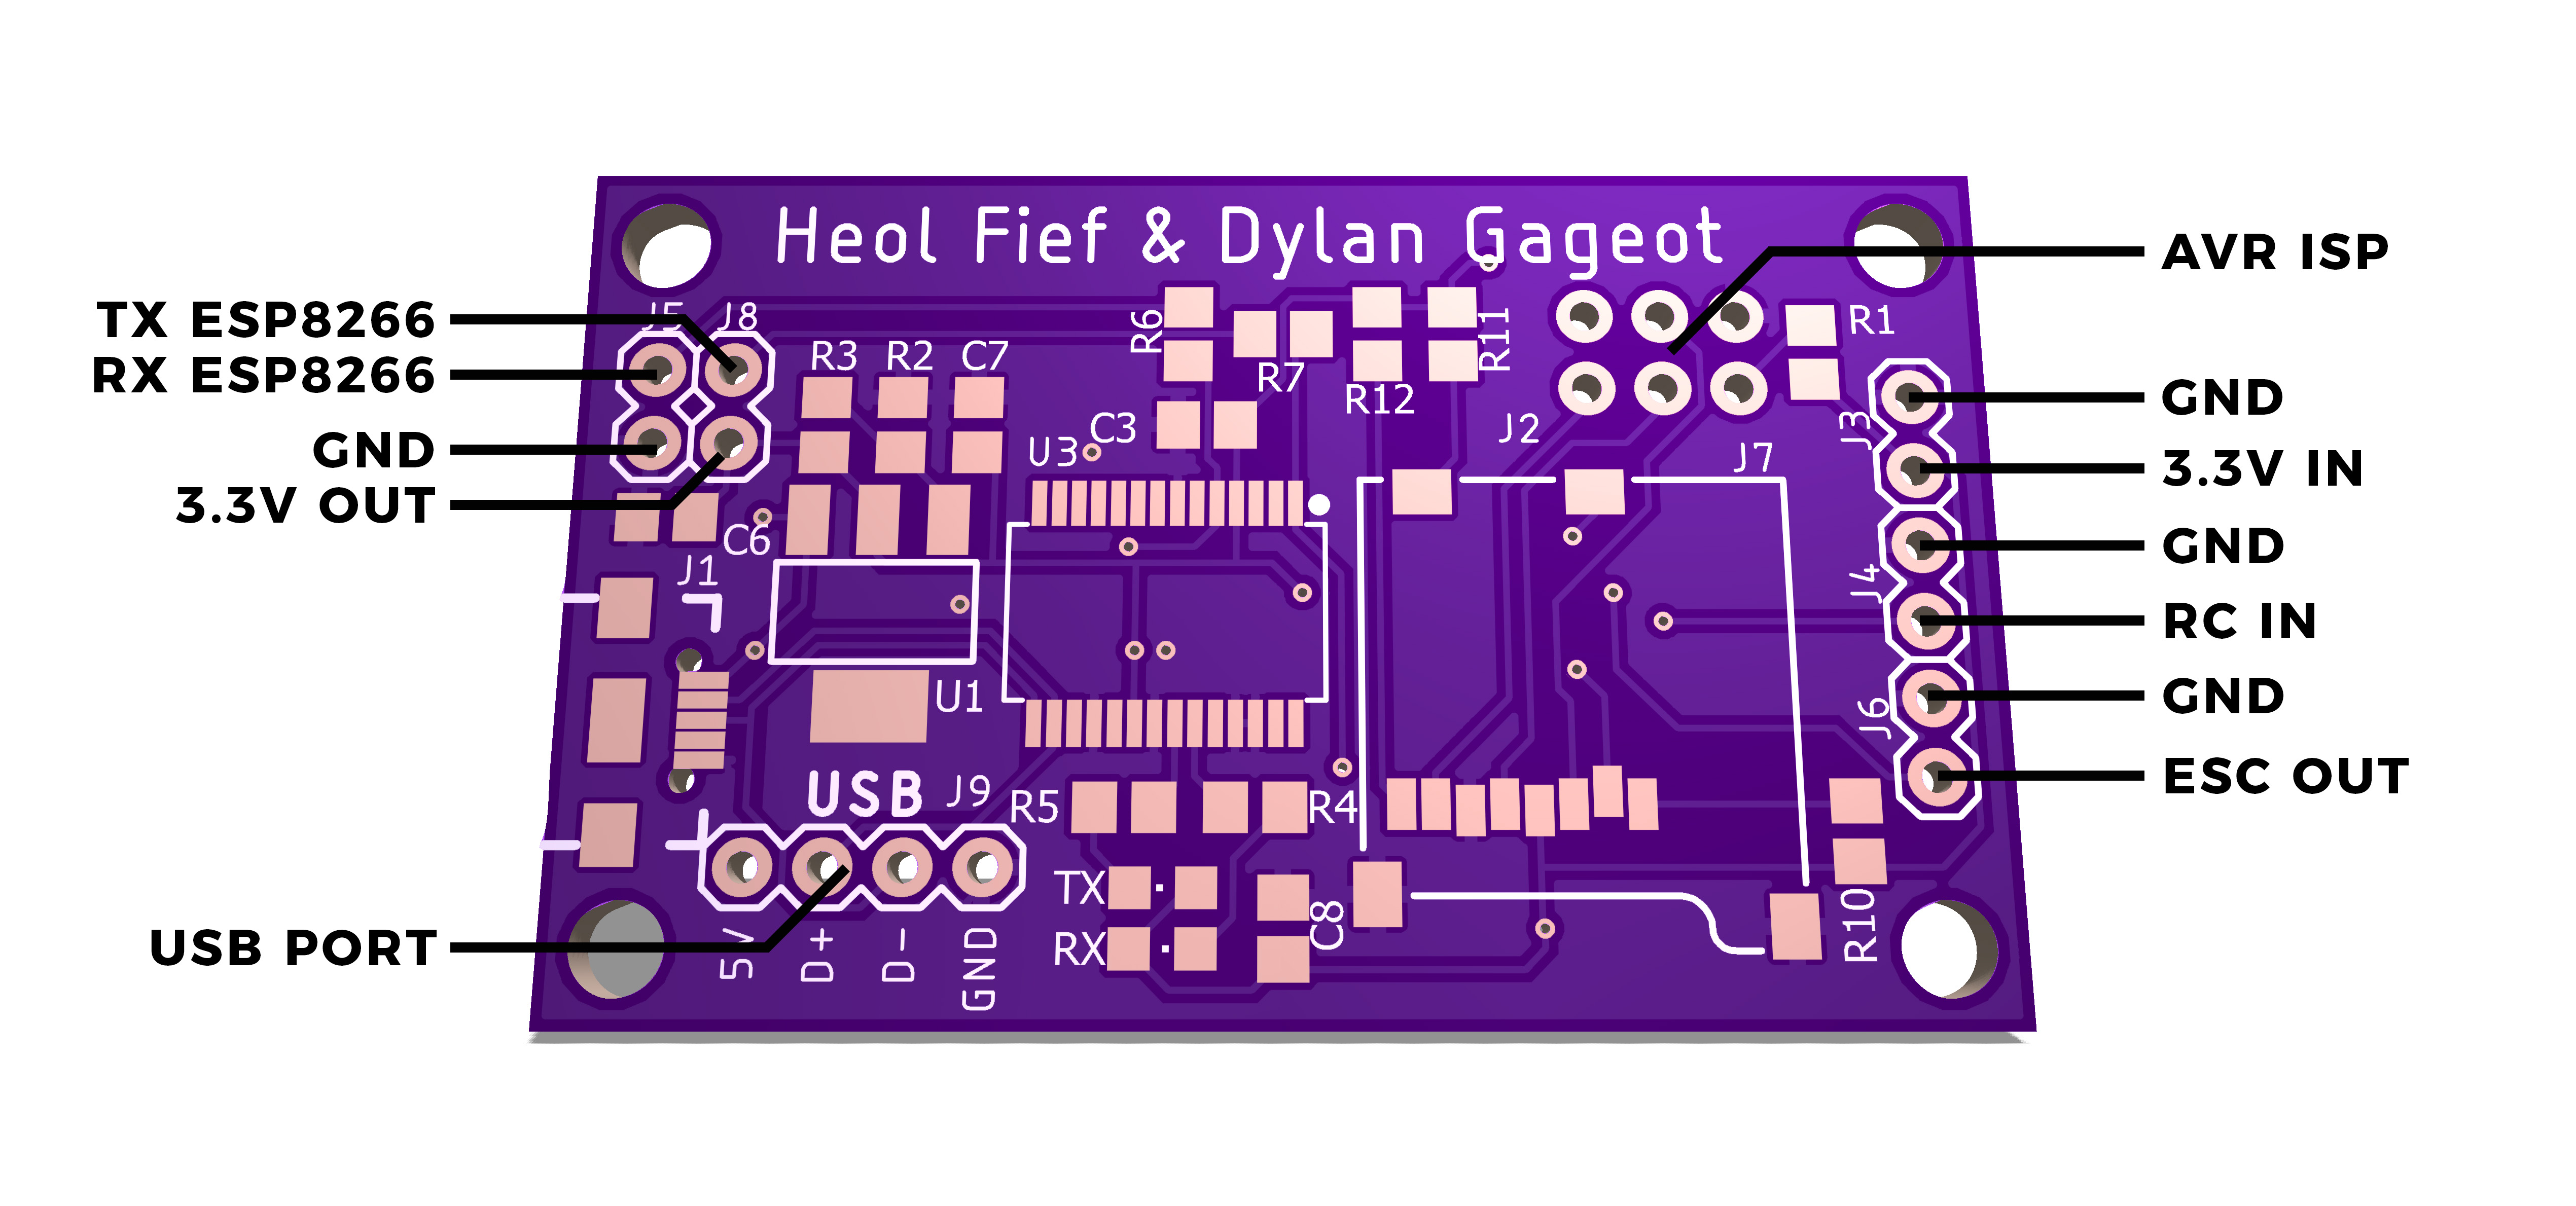 Heol Fief & Dylan Gageot
TX ESP8266
RX ESP8266
GND
3.3V OUT
USB PORT
AVR ISP
GND
3.3V IN
GND
RC IN
GND
ESC OUT
J5
J8
R3
R2
C7
R6
R7
R12
R11
R1
C3
U3
J2
J7
J3
C6
J1
J4
U1
J6
USB
J9
R5
R4
TX
RX
C8
R10
5V
D+
D-
GND